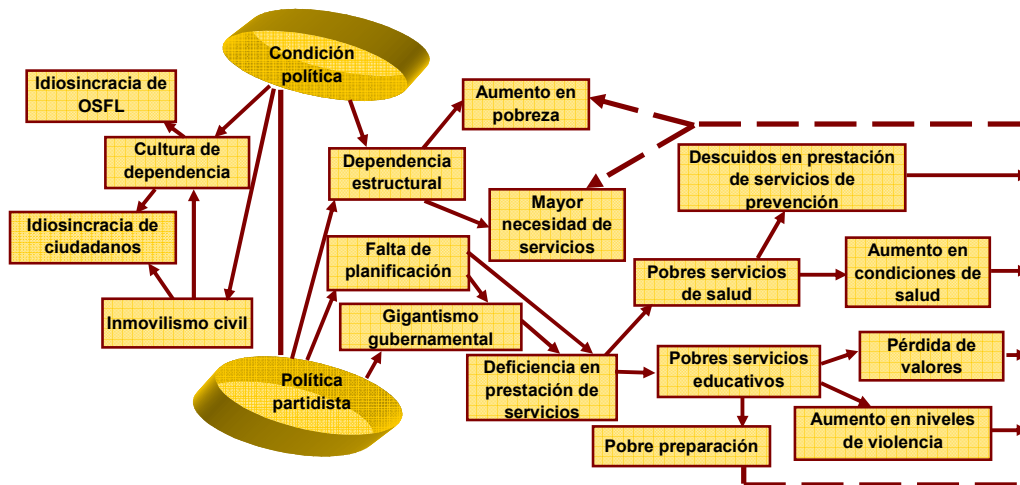 Condición
política
Idiosincracia de
OSFL
Aumento en
pobreza
Cultura de
dependencia
Dependencia
estructural
Descuidos en prestación
de servicios de
prevención
Mayor
necesidad de
servicios
Idiosincracia de
ciudadanos
Falta de
planificación
Pobres servicios
de salud
Aumento en
condiciones de
salud
Inmovilismo civil
Gigantismo
gubernamental
Política
partidista
Deficiencia en
prestación de
servicios
Pobres servicios
educativos
Pérdida de
valores
Aumento en niveles
de violencia
Pobre preparación